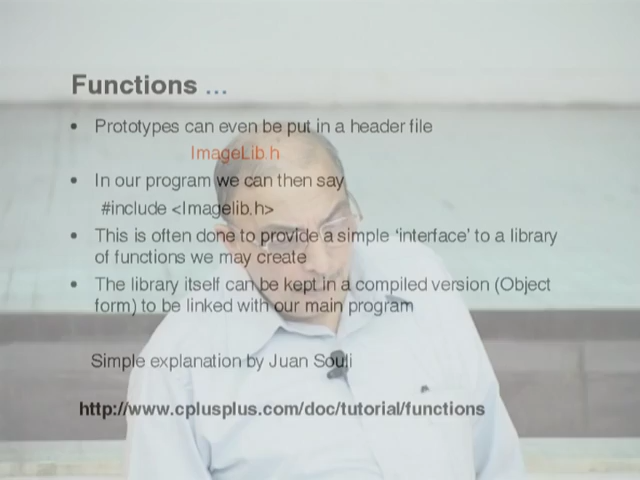 Functions ...
• Prototypes can even be put in a header file
ImageLib.h
• In our program we can then say
#include <Imagelib.h>
• This is often done to provide a simple ‘interface’ to a library
of functions we may create
• The library itself can be kept in a compiled version (Object
form) to be linked with our main program
Simple explanation by Juan Souli
http://www.cplusplus.com/doc/tutorial/functions